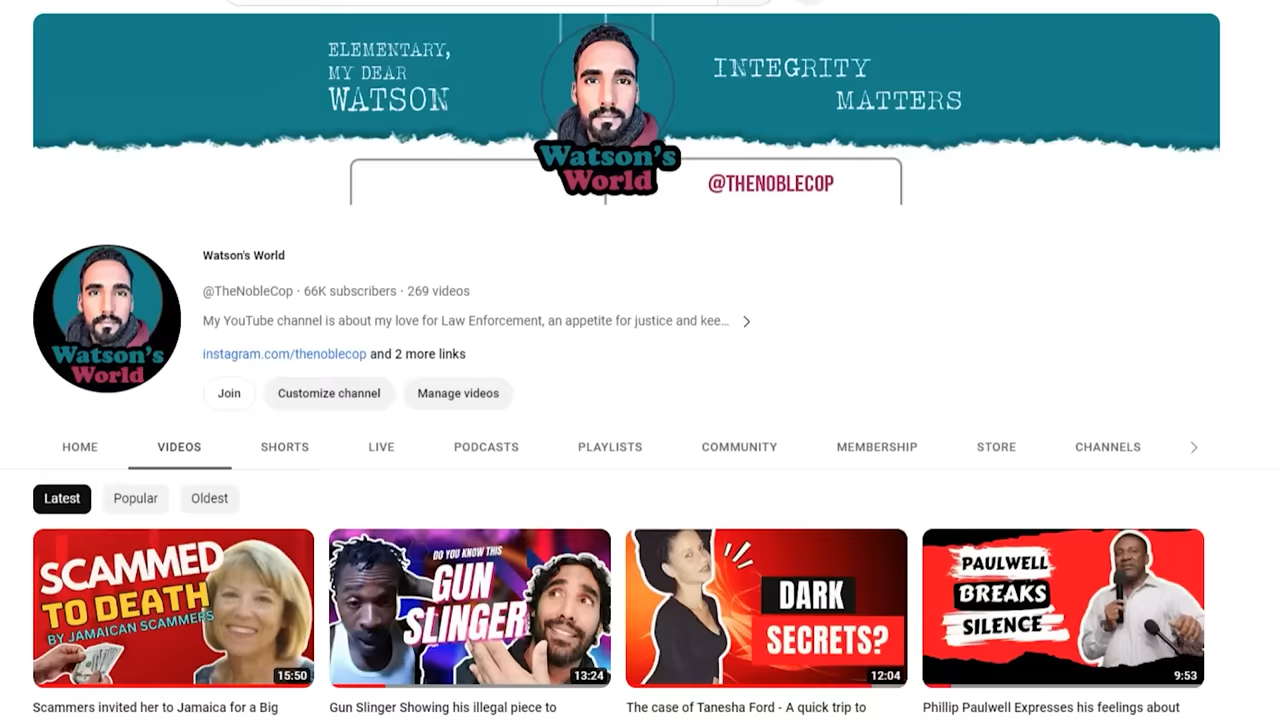 ELEMENTARY,
MY DEAR
WATSON
INTEGRITY
MATTERS
Watson's
World
@THENOBLECOP
Watson's World
@TheNobleCop · 66K subscribers · 269 videos
My YouTube channel is about my love for Law Enforcement, an appetite for justice and kee...
instagram.com/thenoblecop and 2 more links
Watson's
World
Join Customize channel Manage videos
HOME VIDEOS SHORTS LIVE PODCASTS PLAYLISTS COMMUNITY MEMBERSHIP STORE CHANNELS
Latest Popular Oldest
SCAMMED
TO DEATH
BY JAMAICAN SCAMMERS
15:50
DO YOU KNOW THIS
GUN
SLINGER
13:24
DARK
SECRETS?
12:04
PAULWELL
BREAKS
SILENCE
9:53
Scammers invited her to Jamaica for a Big
Gun Slinger Showing his illegal piece to
The case of Tanesha Ford - A quick trip to
Phillip Paulwell Expresses his feelings about